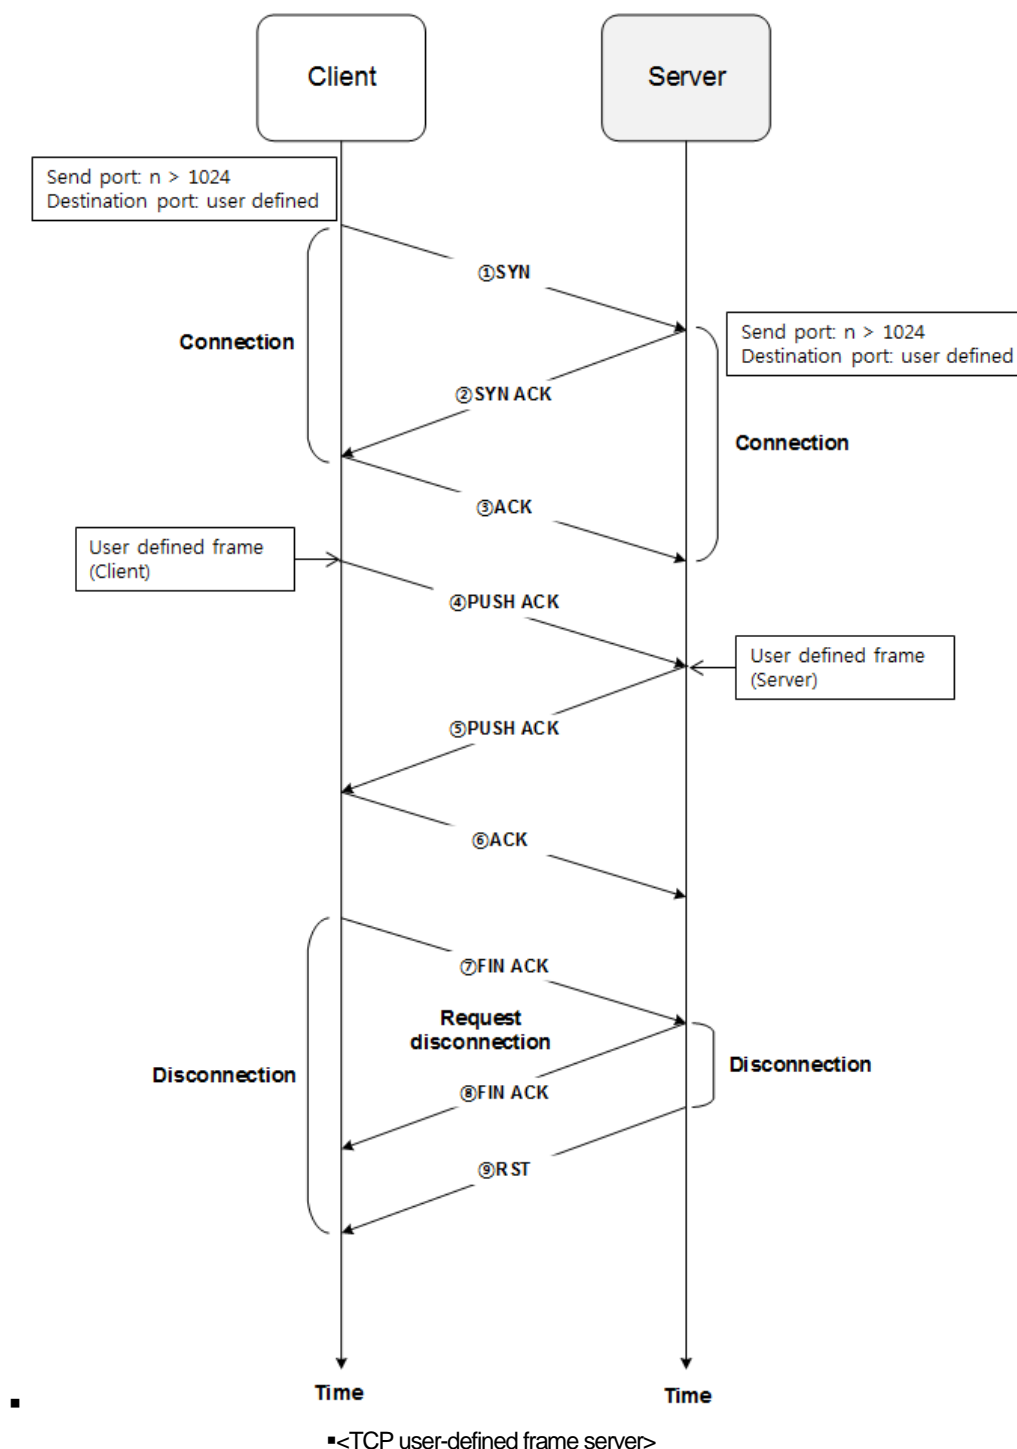 Client
Server
Send port: n > 1024
Destination port: user defined
①SYN
Send port: n > 1024
Destination port: user defined
Connection
②SYN ACK
Connection
③ACK
User defined frame
(Client)
④PUSH ACK
User defined frame
(Server)
⑤PUSH ACK
⑥ACK
⑦FIN ACK
Request
disconnection
Disconnection
Disconnection
⑧FIN ACK
⑨RST
Time
Time
▪
▪<TCP user-defined frame server>